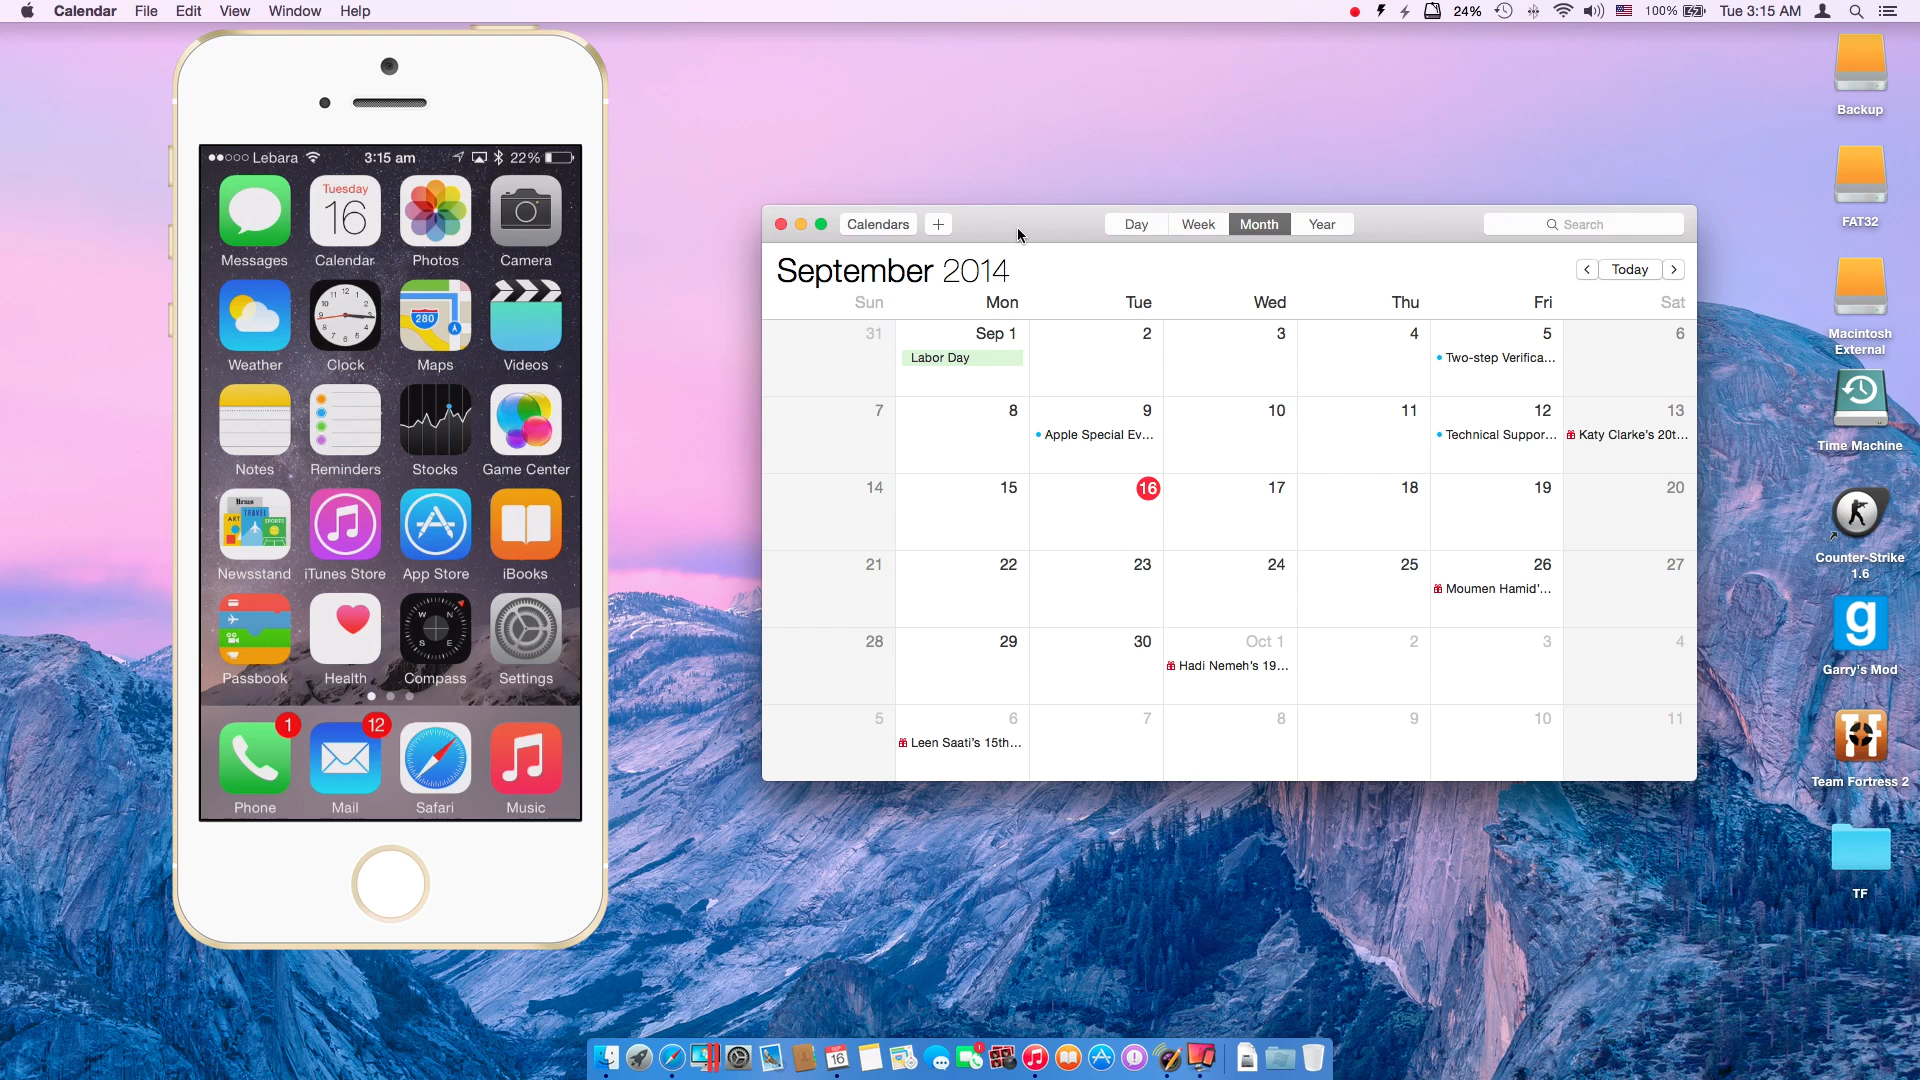 Calendar File Edit View Window Help
24% 100% Tue 3:15 AM
Lebara 3:15 am 22%
Tuesday
16
Messages Calendar Photos Camera
280
Weather Clock Maps Videos
Notes Reminders Stocks Game Center
News
ART TRAVEL SPORTS
Newsstand iTunes Store App Store iBooks
N
W
S
E
Passbook Health Compass Settings
1 12
Phone Mail Safari Music
Calendars + Day Week Month Year Search
September 2014
Today
Sun Mon Tue Wed Thu Fri Sat
31 Sep 1 2 3 4 5 6
Labor Day Two-step Verifica...
7 8 9 10 11 12 13
Apple Special Ev... Technical Suppor... Katy Clarke's 20t...
14 15 16 17 18 19 20
21 22 23 24 25 26 27
Moumen Hamid'...
28 29 30 Oct 1 2 3 4
Hadi Nemeh's 19...
5 6 7 8 9 10 11
Leen Saati's 15th...
Backup
FAT32
Macintosh
External
Time Machine
Counter-Strike
1.6
g
Garry's Mod
Team Fortress 2
TF
16